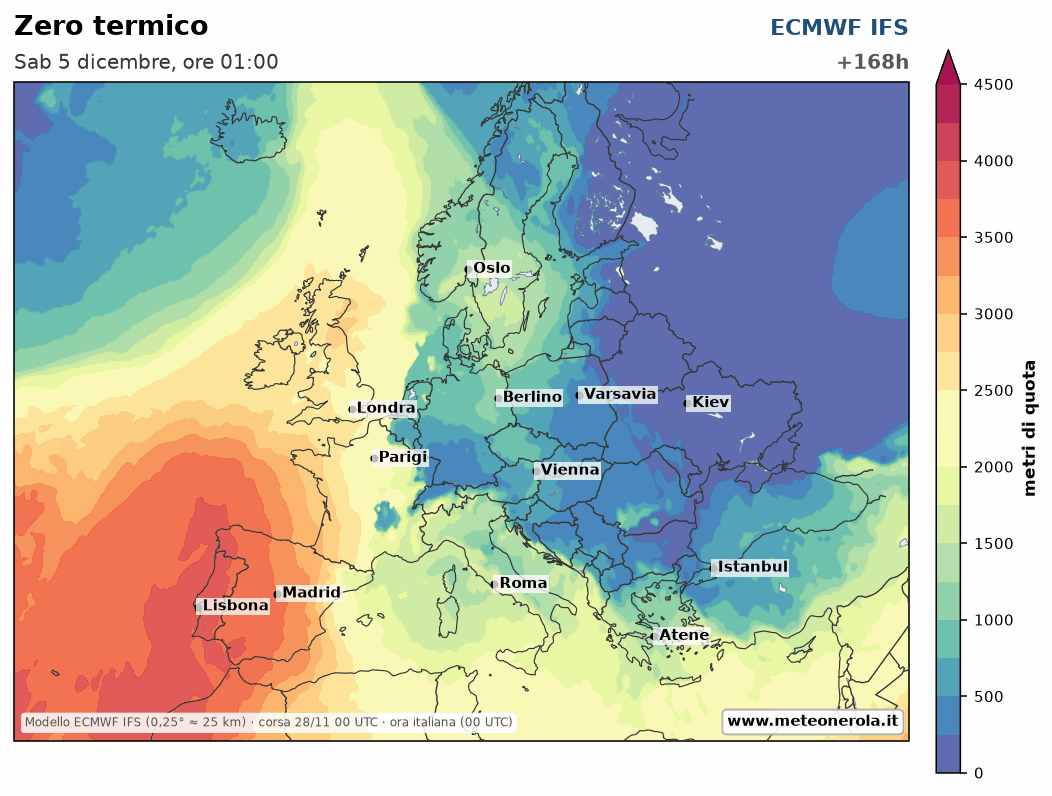 Zero termico
ECMWF IFS
Sab 5 dicembre, ore 01:00
+168h
4500
4000
3500
3000
2500
2000
1500
1000
500
0
metri di quota
Oslo
Berlino
Varsavia
Kiev
Londra
Parigi
Vienna
Istanbul
Roma
Madrid
Lisbona
Atene
Modello ECMWF IFS (0,25° ≈ 25 km) · corsa 28/11 00 UTC · ora italiana (00 UTC)
www.meteonerola.it